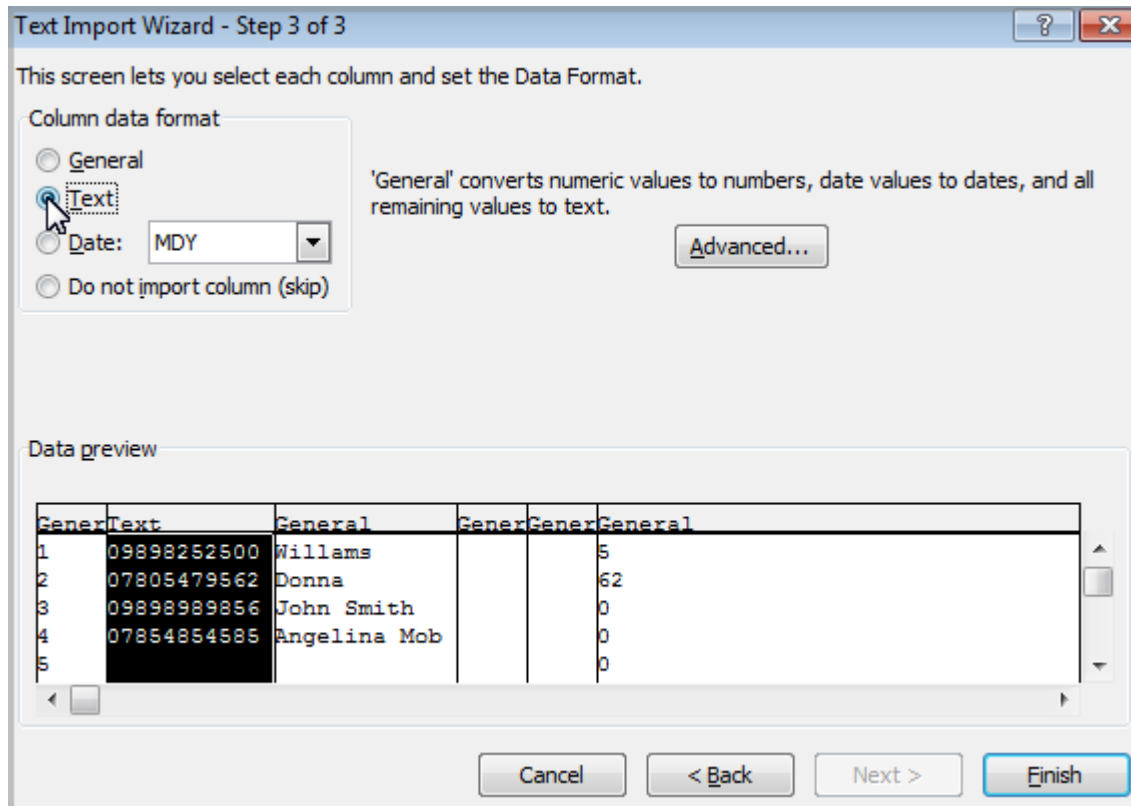 Text Import Wizard - Step 3 of 3
This screen lets you select each column and set the Data Format.
Column data format
General
Text
Date: MDY
Do not import column (skip)
'General' converts numeric values to numbers, date values to dates, and all
remaining values to text.
Advanced...
Data preview
Gener Text General Gener Gener General
1 09898252500 Willams 5
2 07805479562 Donna 62
3 09898989856 John Smith 0
4 07854854585 Angelina Mob 0
5 0
Cancel < Back Next > Finish